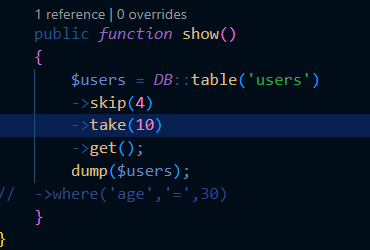 1 reference | 0 overrides
public function show()
{
$users = DB::table('users')
->skip(4)
->take(10)
->get();
dump($users);
// ->where('age','=',30)
}
}